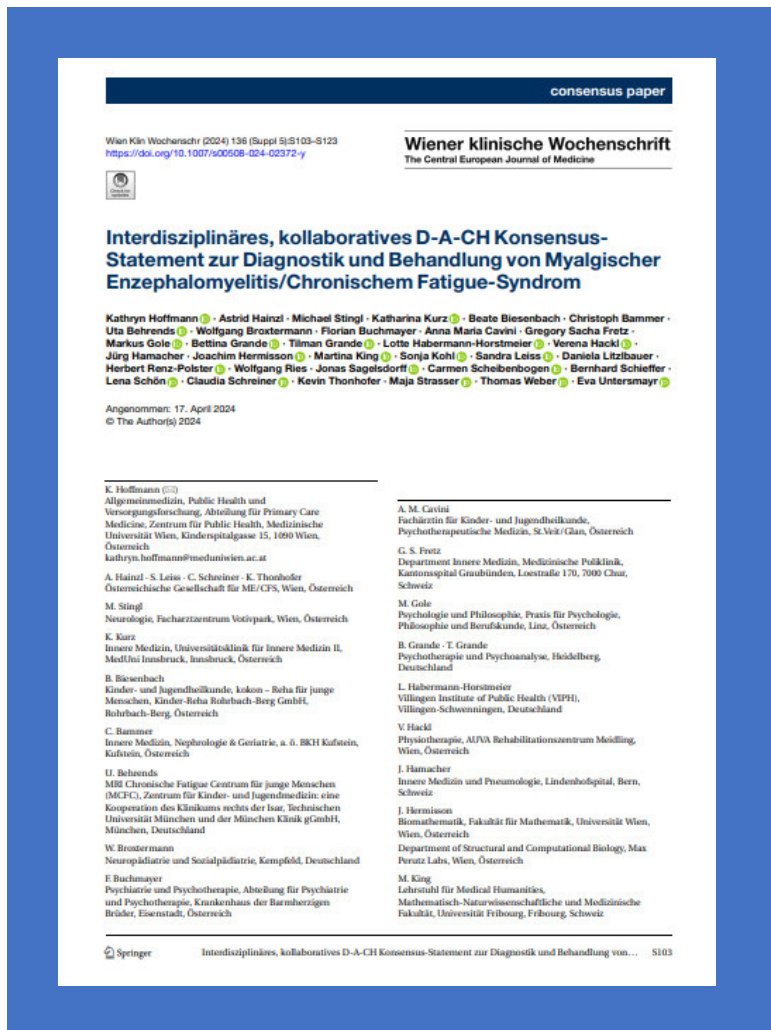 consensus paper
Wien Klin Wochenschr (2024) 136 (Suppl 5):S103–S123
https://doi.org/10.1007/s00508-024-02372-y
Wiener klinische Wochenschrift
The Central European Journal of Medicine
Check for
updates
Interdisziplinäres, kollaboratives D-A-CH Konsensus-
Statement zur Diagnostik und Behandlung von Myalgischer
Enzephalomyelitis/Chronischem Fatigue-Syndrom
Kathryn Hoffmann · Astrid Hainzl · Michael Stingl · Katharina Kurz · Beate Biesenbach · Christoph Bammer ·
Uta Behrends · Wolfgang Broxtermann · Florian Buchmayer · Anna Maria Cavini · Gregory Sacha Fretz ·
Markus Gole · Bettina Grande · Tilman Grande · Lotte Habermann-Horstmeier · Verena Hackl ·
Jürg Hamacher · Joachim Hermisson · Martina King · Sonja Kohl · Sandra Leiss · Daniela Litzlbauer ·
Herbert Renz-Polster · Wolfgang Ries · Jonas Sagelsdorff · Carmen Scheibenbogen · Bernhard Schieffer ·
Lena Schön · Claudia Schreiner · Kevin Thonhofer · Maja Strasser · Thomas Weber · Eva Untersmayr
Angenommen: 17. April 2024
© The Author(s) 2024
K. Hoffmann (✉)
Allgemeinmedizin, Public Health und
Versorgungsforschung, Abteilung für Primary Care
Medicine, Zentrum für Public Health, Medizinische
Universität Wien, Kinderspitalgasse 15, 1090 Wien,
Österreich
kathryn.hoffmann@meduniwien.ac.at
A. Hainzl · S. Leiss · C. Schreiner · K. Thonhofer
Österreichische Gesellschaft für ME/CFS, Wien, Österreich
M. Stingl
Neurologie, Facharztzentrum Votivpark, Wien, Österreich
K. Kurz
Innere Medizin, Universitätsklinik für Innere Medizin II,
MedUni Innsbruck, Innsbruck, Österreich
B. Biesenbach
Kinder- und Jugendheilkunde, kokon – Reha für junge
Menschen, Kinder-Reha Rohrbach-Berg GmbH,
Rohrbach-Berg, Österreich
C. Bammer
Innere Medizin, Nephrologie & Geriatrie, a. ö. BKH Kufstein,
Kufstein, Österreich
U. Behrends
MRI Chronische Fatigue Centrum für junge Menschen
(MCFC), Zentrum für Kinder- und Jugendmedizin: eine
Kooperation des Klinikums rechts der Isar, Technischen
Universität München und der München Klinik gGmbH,
München, Deutschland
W. Broxtermann
Neuropädiatrie und Sozialpädiatrie, Kempfeld, Deutschland
F. Buchmayer
Psychiatrie und Psychotherapie, Abteilung für Psychiatrie
und Psychotherapie, Krankenhaus der Barmherzigen
Brüder, Eisenstadt, Österreich
A. M. Cavini
Fachärztin für Kinder- und Jugendheilkunde,
Psychotherapeutische Medizin, St.Veit/Glan, Österreich
G. S. Fretz
Department Innere Medizin, Medizinische Poliklinik,
Kantonsspital Graubünden, Loestraße 170, 7000 Chur,
Schweiz
M. Gole
Psychologie und Philosophie, Praxis für Psychologie,
Philosophie und Berufskunde, Linz, Österreich
B. Grande · T. Grande
Psychotherapie und Psychoanalyse, Heidelberg,
Deutschland
L. Habermann-Horstmeier
Villingen Institute of Public Health (VIPH),
Villingen-Schwenningen, Deutschland
V. Hackl
Physiotherapie, AUVA Rehabilitationszentrum Meidling,
Wien, Österreich
J. Hamacher
Innere Medizin und Pneumologie, Lindenhofspital, Bern,
Schweiz
J. Hermisson
Biomathematik, Fakultät für Mathematik, Universität Wien,
Wien, Österreich
Department of Structural and Computational Biology, Max
Perutz Labs, Wien, Österreich
M. King
Lehrstuhl für Medical Humanities,
Mathematisch-Naturwissenschaftliche und Medizinische
Fakultät, Universität Fribourg, Fribourg, Schweiz
Springer
Interdisziplinäres, kollaboratives D-A-CH Konsensus-Statement zur Diagnostik und Behandlung von… S103